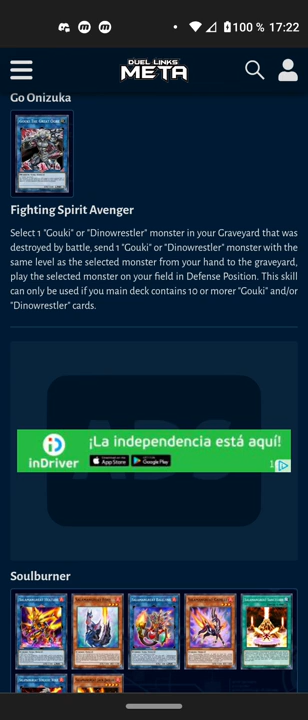 100 % 17:22
DUEL LINKS
META
Go Onizuka
Fighting Spirit Avenger
Select 1 "Gouki" or "Dinowrestler" monster in your Graveyard that was
destroyed by battle, send 1 "Gouki" or "Dinowrestler" monster with the
same level as the selected monster from your hand to the graveyard,
play the selected monster on your field in Defense Position. This skill
can only be used if you main deck contains 10 or morer "Gouki" and/or
"Dinowrestler" cards.
ADS
inDriver
¡La independencia está aquí!
App Store
Google Play
Soulburner